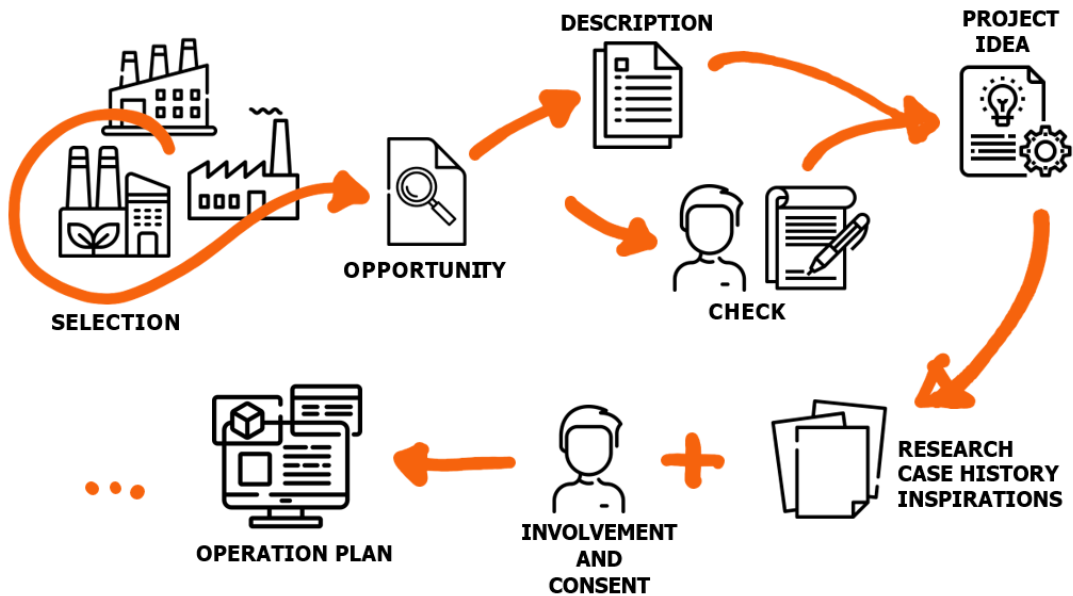 DESCRIPTION
PROJECT
IDEA
OPPORTUNITY
SELECTION
CHECK
RESEARCH
CASE HISTORY
INSPIRATIONS
INVOLVEMENT
AND
CONSENT
OPERATION PLAN
...